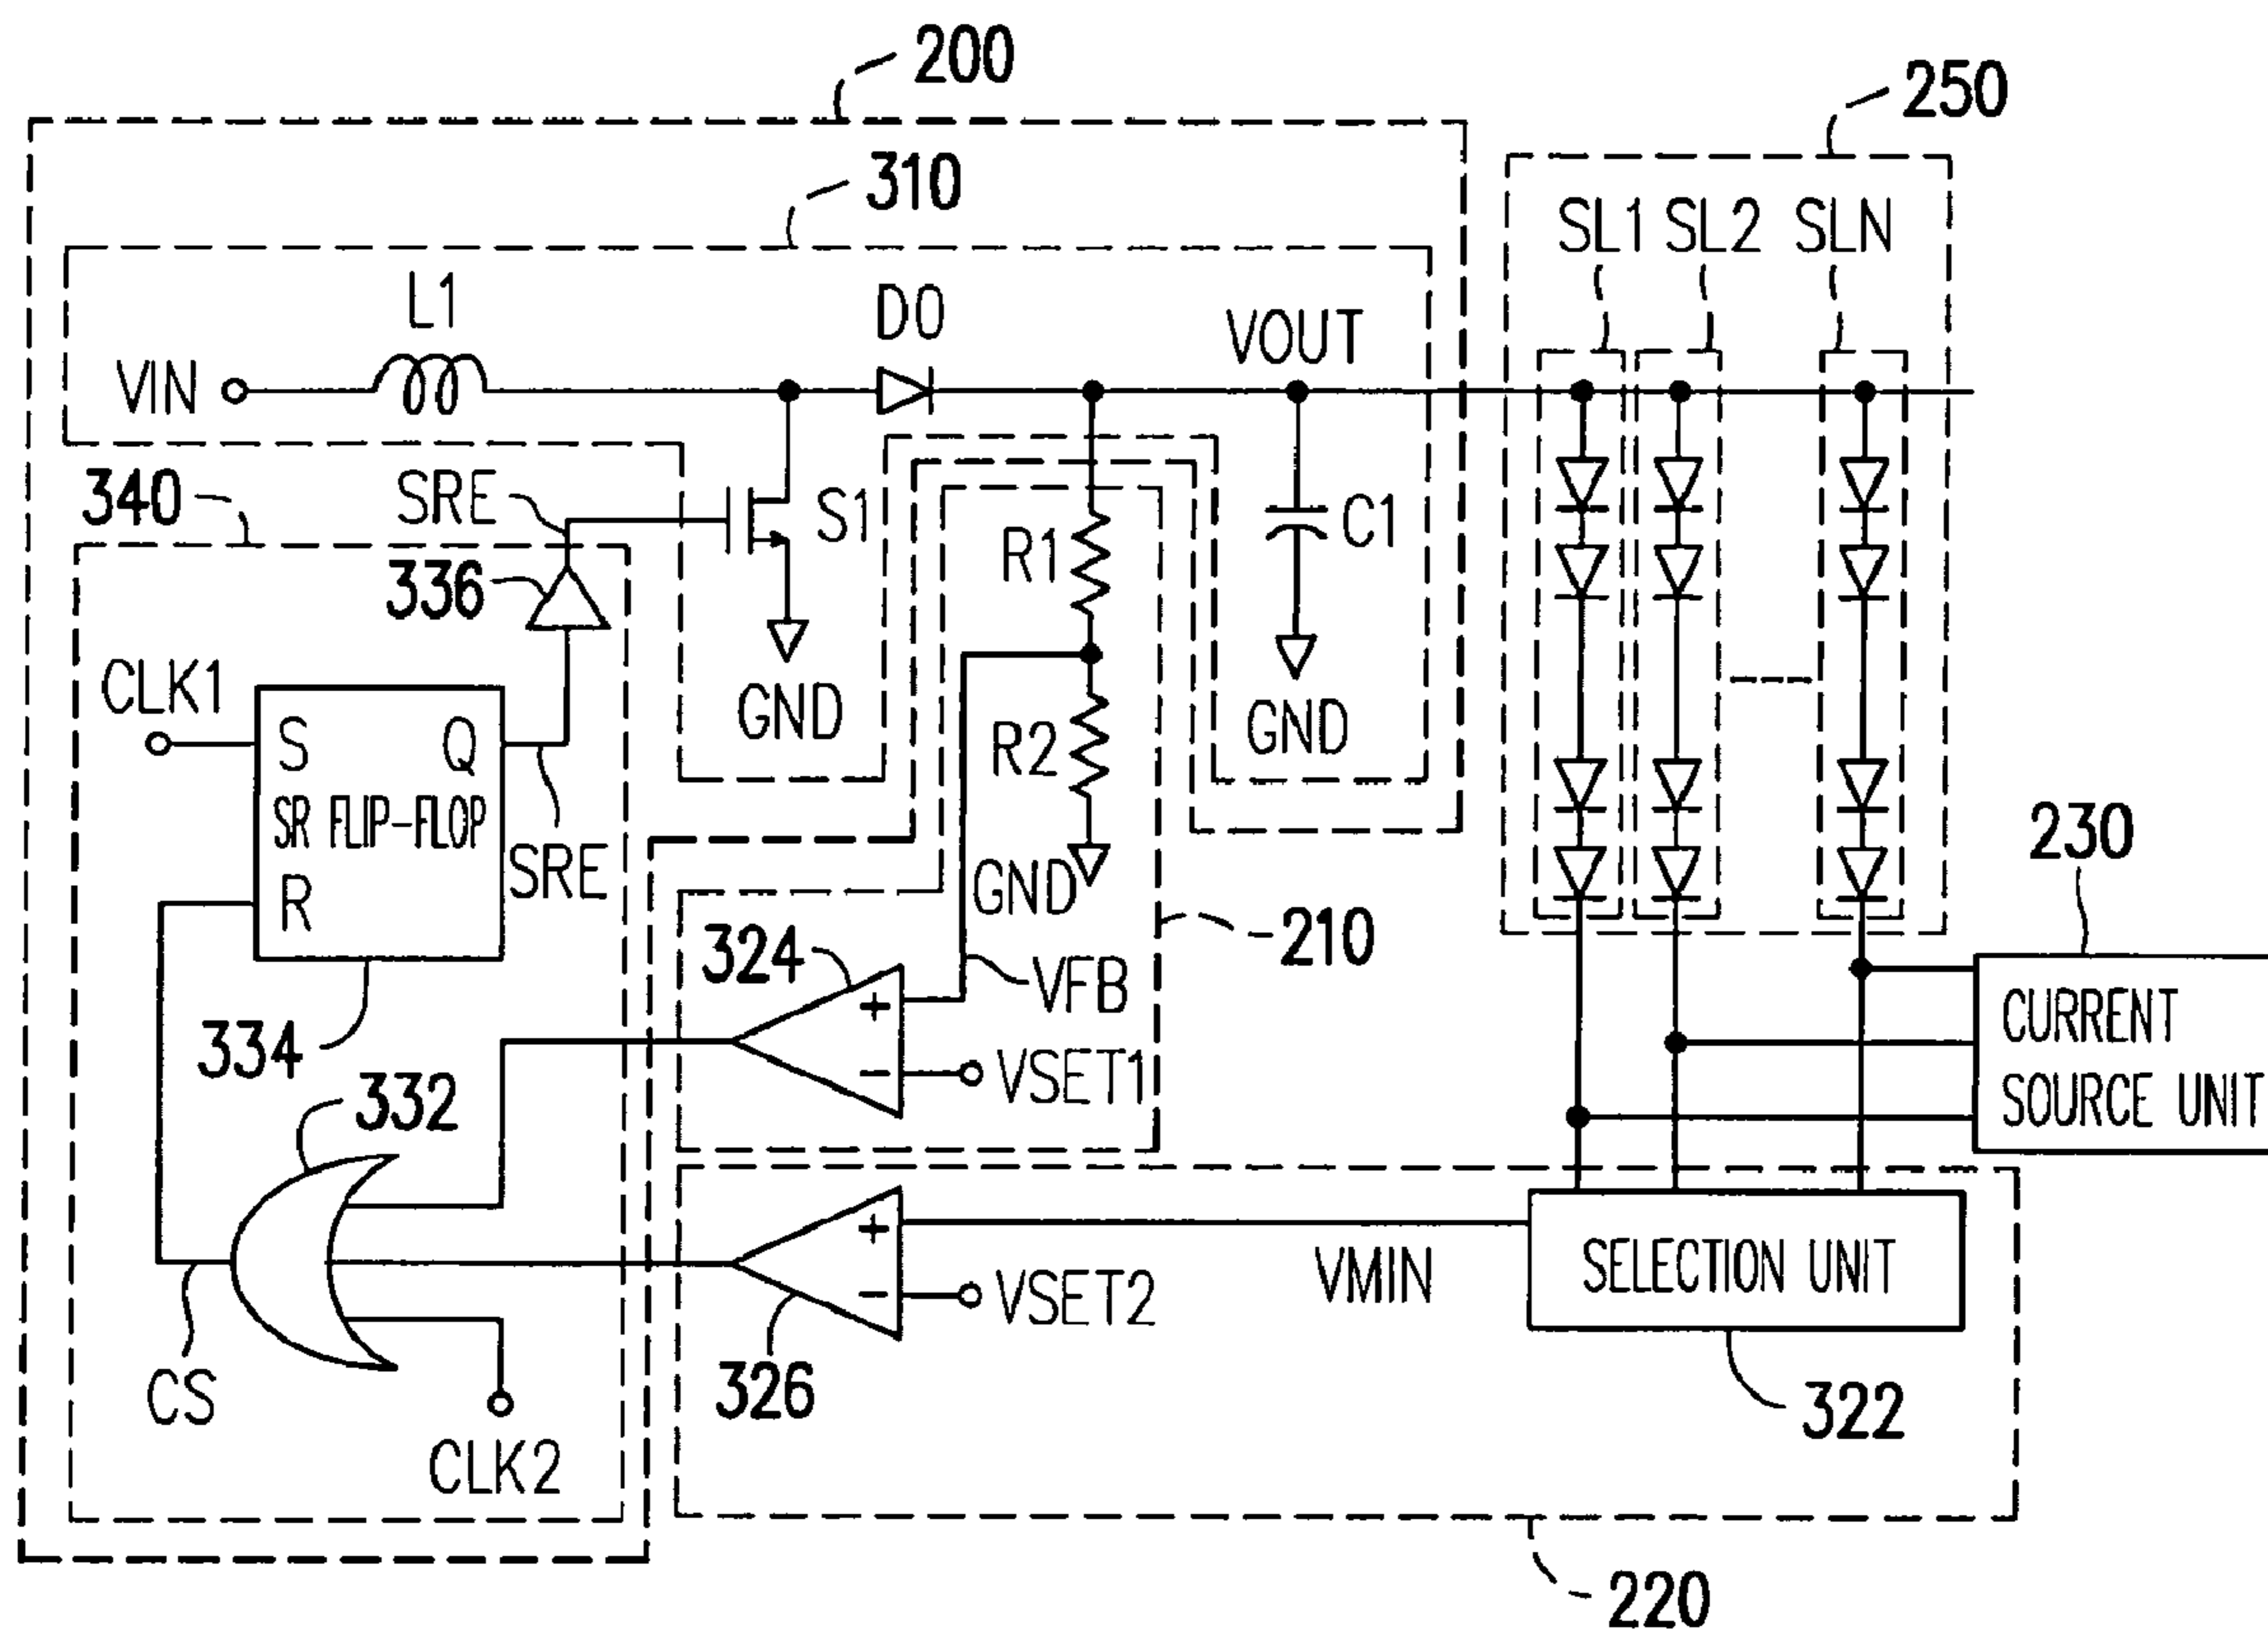 200
250
310
SL1 SL2 SLN
L1
DO
VOUT
VIN
340
SRE
S1
R1
C1
336
CLK1
GND
GND
S
Q
R2
SR FLIP-FLOP
SRE
R
GND
230
210
324
+
VFB
CURRENT
SOURCE UNIT
334
−
VSET1
332
+
SELECTION UNIT
VMIN
−
VSET2
326
CS
322
CLK2
220